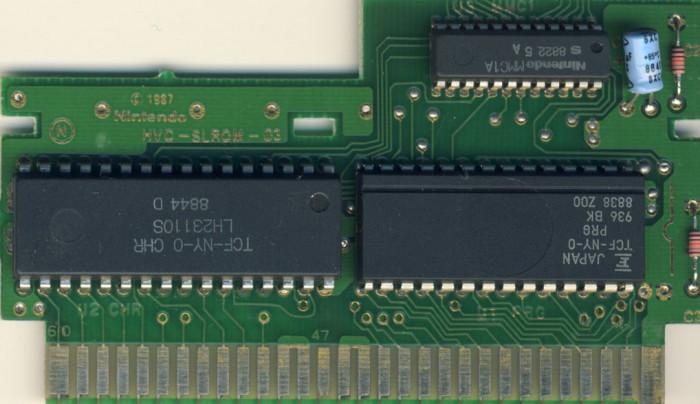 MMC1
Nintendo
MMC1A
S 8822 5 A
© 1987
Nintendo
HVC-SLROM-03
N
TCF-NY-0 CHR
LH23110S
8844 D
JAPAN
TCF-NY-0
PRG
936 BK
8838 Z00
U2 CHR
U1 PRG
60
47